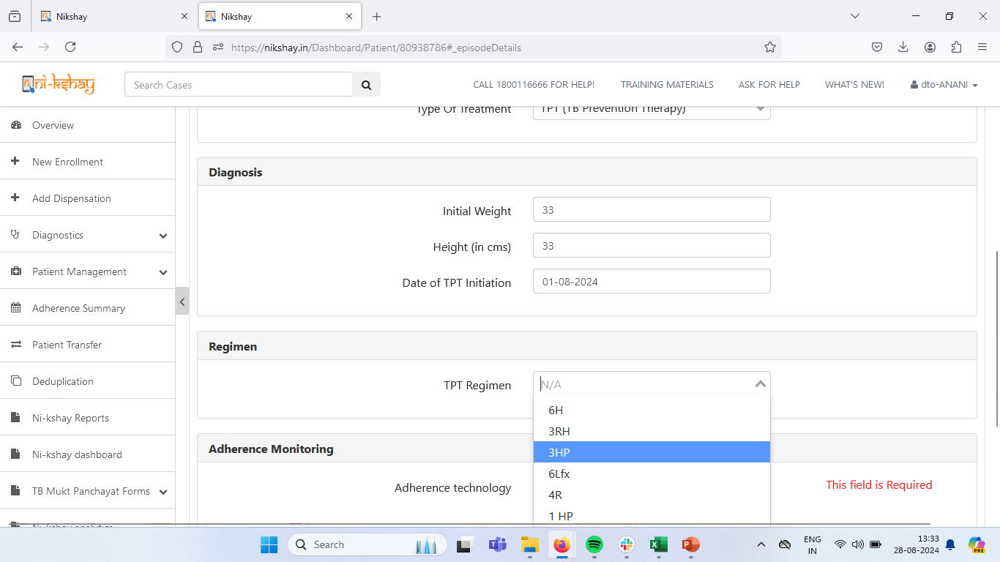 Nikshay
Nikshay
https://nikshay.in/Dashboard/Patient/80938786#_episodeDetails
ni-kshay
Search Cases
CALL 1800116666 FOR HELP!
TRAINING MATERIALS
ASK FOR HELP
WHAT'S NEW!
dto-ANANI
Overview
New Enrollment
Add Dispensation
Diagnostics
Patient Management
Adherence Summary
Patient Transfer
Deduplication
Ni-kshay Reports
Ni-kshay dashboard
TB Mukt Panchayat Forms
Ni-kshay analytics
Type Of Treatment
TPT (TB Prevention Therapy)
Diagnosis
Initial Weight
33
Height (in cms)
33
Date of TPT Initiation
01-08-2024
Regimen
TPT Regimen
N/A
6H
3RH
3HP
6Lfx
4R
1 HP
Adherence Monitoring
Adherence technology
This field is Required
Search
ENG
IN
13:33
28-08-2024
PRE